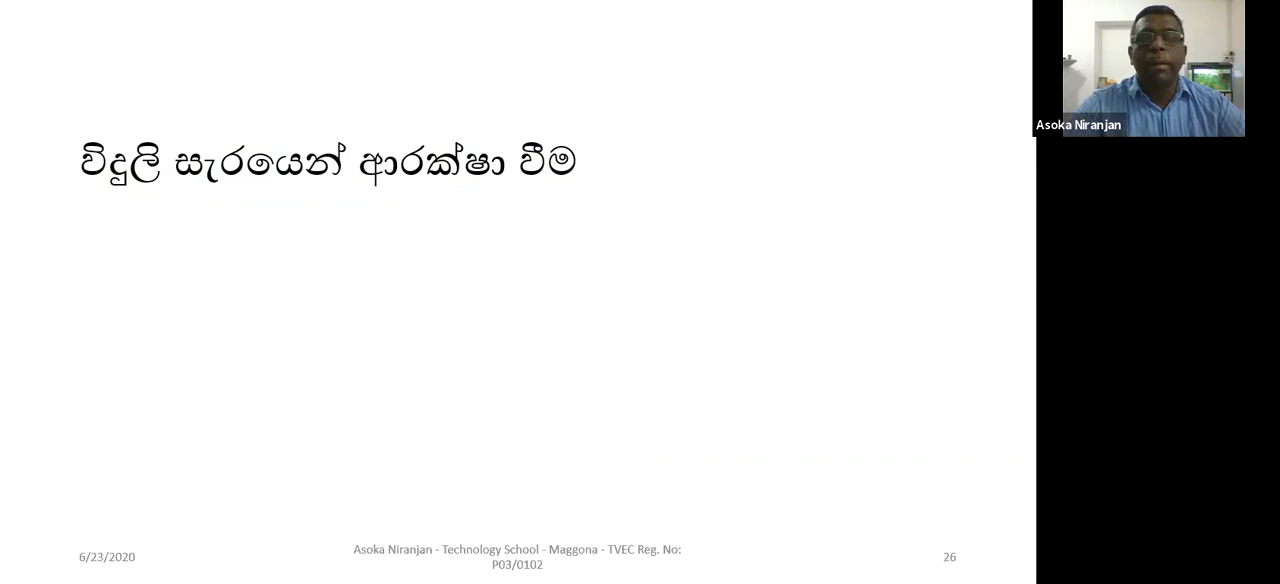 Asoka Niranjan
විදුලි සැරයෙන් ආරක්ෂා වීම
6/23/2020
Asoka Niranjan - Technology School - Maggona - TVEC Reg. No:
P03/0102
26